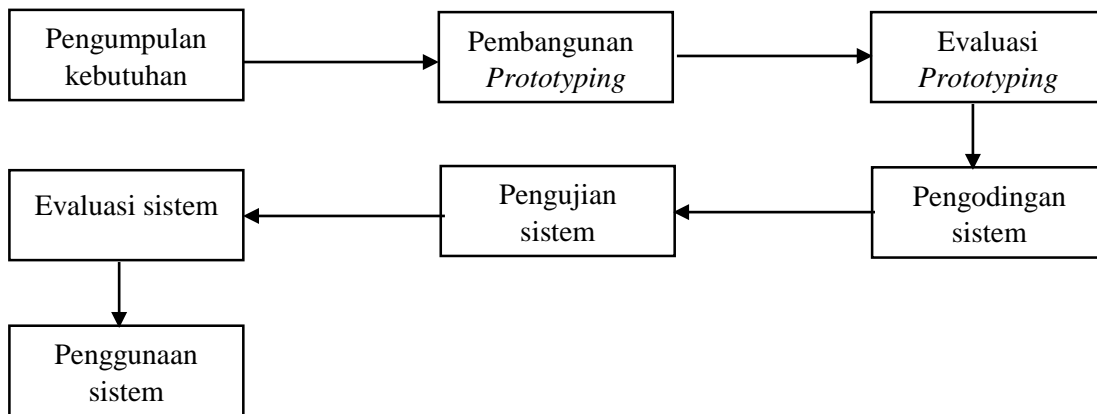 Pengumpulan
kebutuhan
Pembangunan
Prototyping
Evaluasi
Prototyping
Pengodingan
sistem
Pengujian
sistem
Evaluasi sistem
Penggunaan
sistem